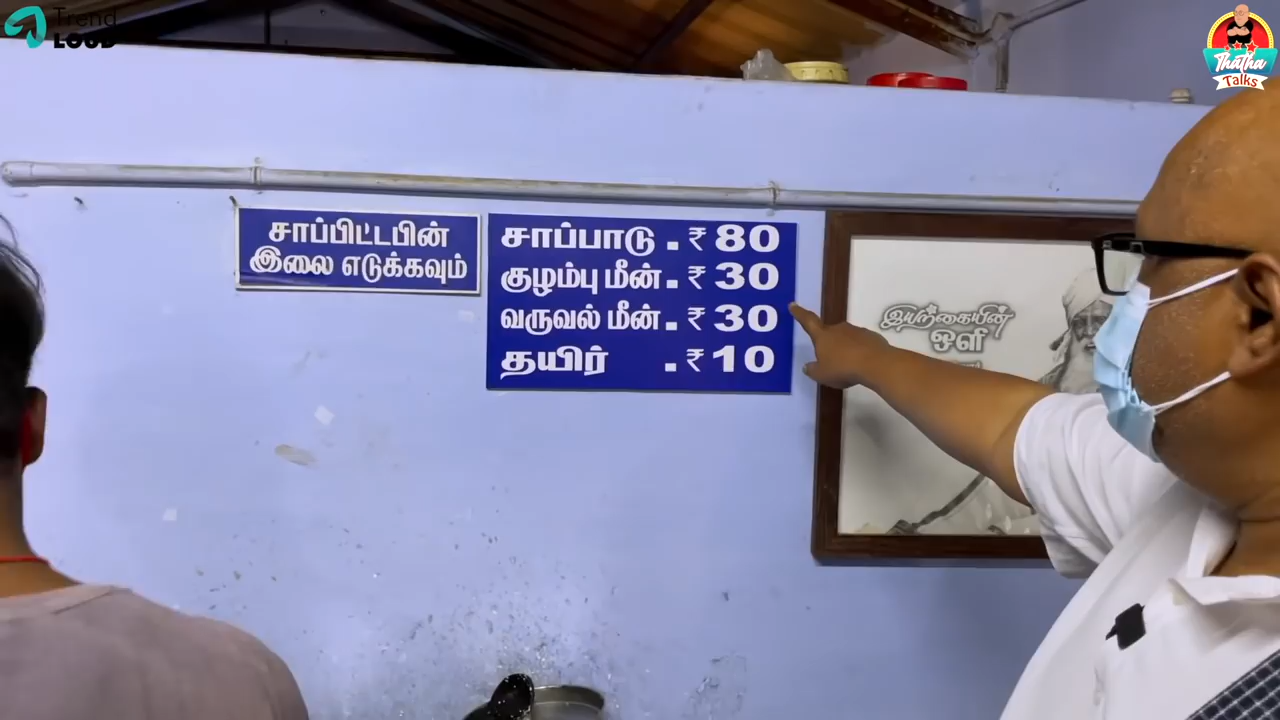 Trend
LOUD
Thatha
Talks
சாப்பிட்டபின்
இலை எடுக்கவும்
சாப்பாடு . ₹ 80
குழம்பு மீன் . ₹ 30
வருவல் மீன் . ₹ 30
தயிர் . ₹ 10
இயற்கையின்
ஒளி